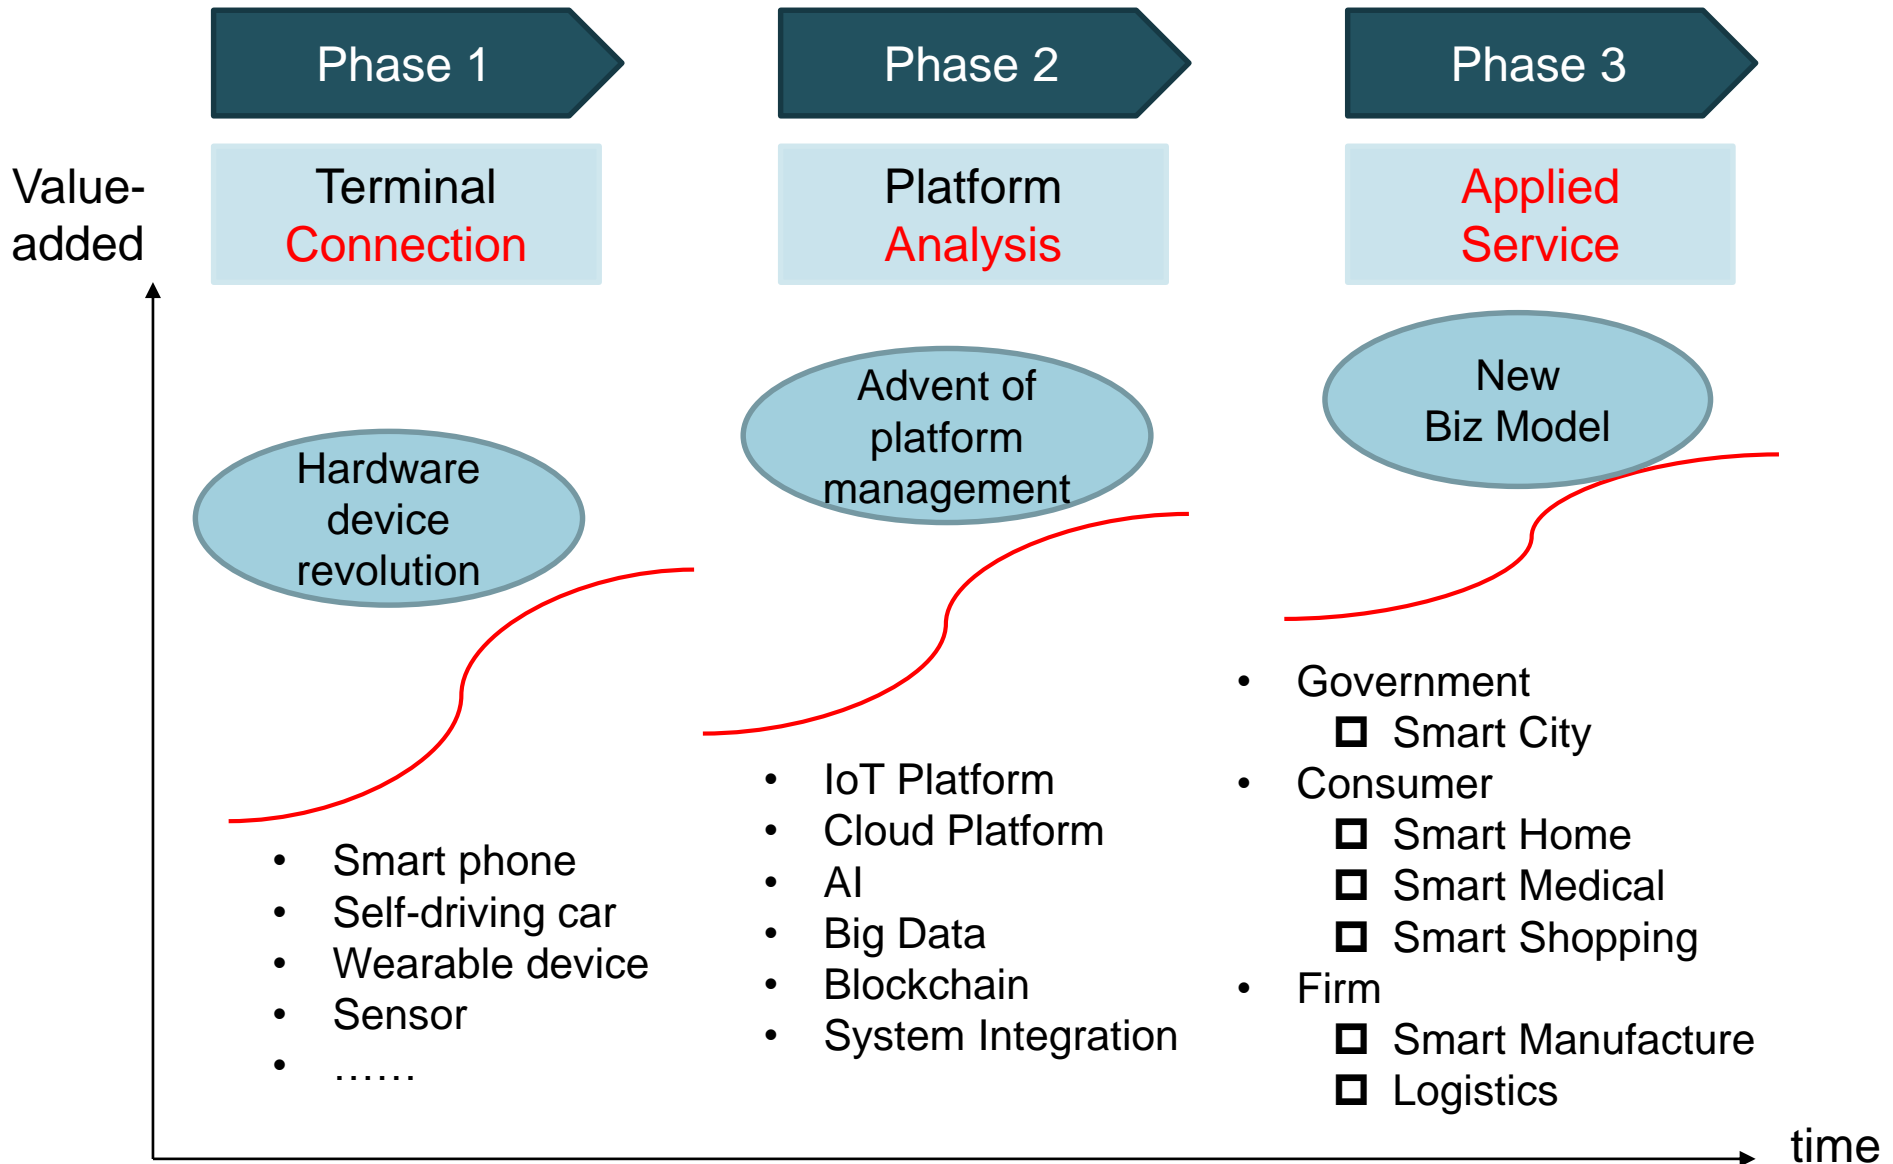 Phase 1
Phase 2
Phase 3
Value-
added
Terminal
Connection
Platform
Analysis
Applied
Service
Hardware
device
revolution
Advent of
platform
management
New
Biz Model
• Smart phone
• Self-driving car
• Wearable device
• Sensor
• ……
• IoT Platform
• Cloud Platform
• AI
• Big Data
• Blockchain
• System Integration
• Government
❑ Smart City
• Consumer
❑ Smart Home
❑ Smart Medical
❑ Smart Shopping
• Firm
❑ Smart Manufacture
❑ Logistics
time